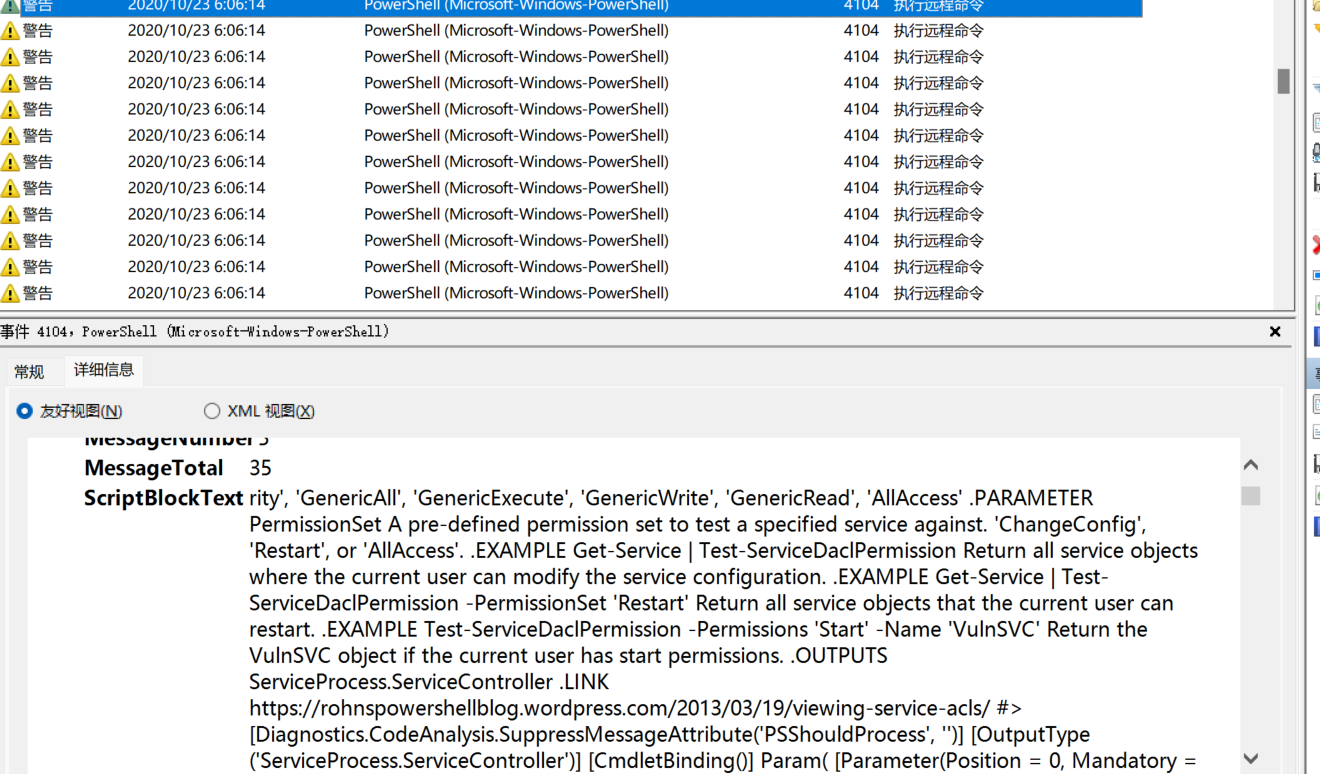 警告 2020/10/23 6:06:14 PowerShell (Microsoft-Windows-PowerShell) 4104 执行远程命令
警告 2020/10/23 6:06:14 PowerShell (Microsoft-Windows-PowerShell) 4104 执行远程命令
警告 2020/10/23 6:06:14 PowerShell (Microsoft-Windows-PowerShell) 4104 执行远程命令
警告 2020/10/23 6:06:14 PowerShell (Microsoft-Windows-PowerShell) 4104 执行远程命令
警告 2020/10/23 6:06:14 PowerShell (Microsoft-Windows-PowerShell) 4104 执行远程命令
警告 2020/10/23 6:06:14 PowerShell (Microsoft-Windows-PowerShell) 4104 执行远程命令
警告 2020/10/23 6:06:14 PowerShell (Microsoft-Windows-PowerShell) 4104 执行远程命令
警告 2020/10/23 6:06:14 PowerShell (Microsoft-Windows-PowerShell) 4104 执行远程命令
警告 2020/10/23 6:06:14 PowerShell (Microsoft-Windows-PowerShell) 4104 执行远程命令
警告 2020/10/23 6:06:14 PowerShell (Microsoft-Windows-PowerShell) 4104 执行远程命令
警告 2020/10/23 6:06:14 PowerShell (Microsoft-Windows-PowerShell) 4104 执行远程命令
警告 2020/10/23 6:06:14 PowerShell (Microsoft-Windows-PowerShell) 4104 执行远程命令
事件 4104，PowerShell (Microsoft-Windows-PowerShell)
常规 详细信息
友好视图(N) XML 视图(X)
MessageNumber
MessageTotal 35
ScriptBlockText rity', 'GenericAll', 'GenericExecute', 'GenericWrite', 'GenericRead', 'AllAccess' .PARAMETER
PermissionSet A pre-defined permission set to test a specified service against. 'ChangeConfig',
'Restart', or 'AllAccess'. .EXAMPLE Get-Service | Test-ServiceDaclPermission Return all service objects
where the current user can modify the service configuration. .EXAMPLE Get-Service | Test-
ServiceDaclPermission -PermissionSet 'Restart' Return all service objects that the current user can
restart. .EXAMPLE Test-ServiceDaclPermission -Permissions 'Start' -Name 'VulnSVC' Return the
VulnSVC object if the current user has start permissions. .OUTPUTS
ServiceProcess.ServiceController .LINK
https://rohnspowershellblog.wordpress.com/2013/03/19/viewing-service-acls/ #>
[Diagnostics.CodeAnalysis.SuppressMessageAttribute('PSShouldProcess', '')] [OutputType
('ServiceProcess.ServiceController')] [CmdletBinding()] Param( [Parameter(Position = 0, Mandatory =